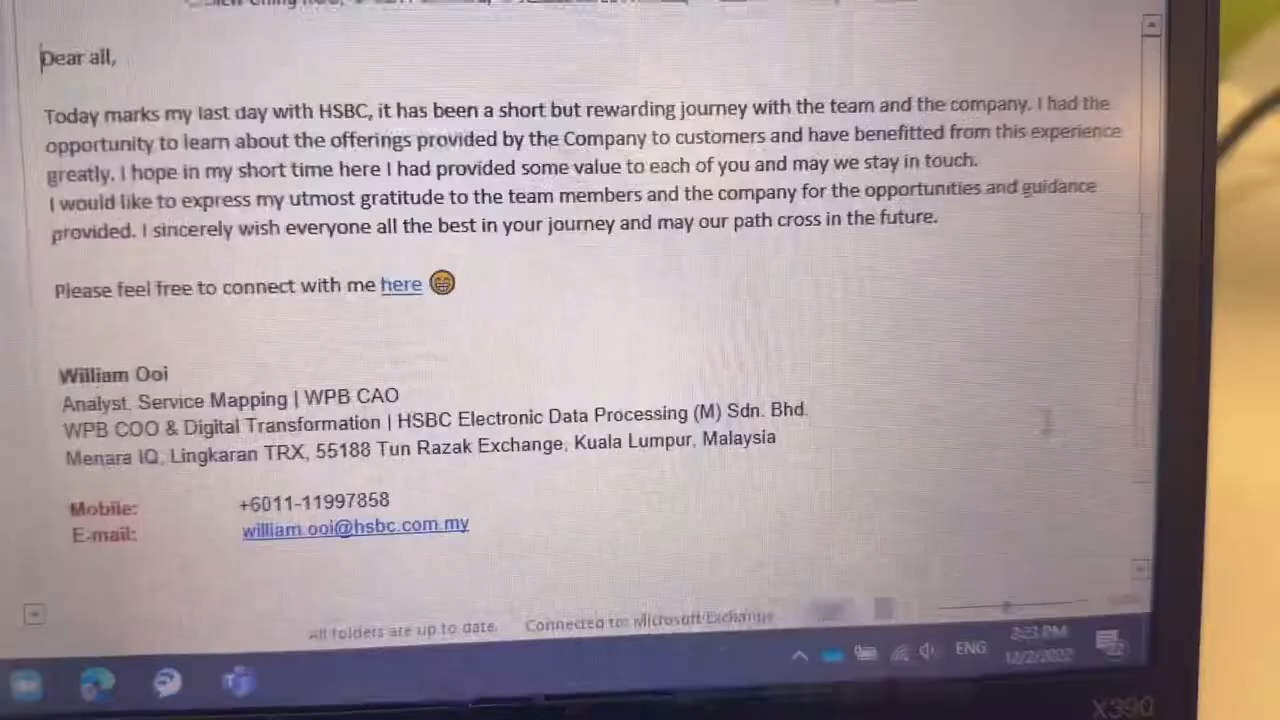 Dear all,
Today marks my last day with HSBC, it has been a short but rewarding journey with the team and the company. I had the
opportunity to learn about the offerings provided by the Company to customers and have benefitted from this experience
greatly. I hope in my short time here I had provided some value to each of you and may we stay in touch.
I would like to express my utmost gratitude to the team members and the company for the opportunities and guidance
provided. I sincerely wish everyone all the best in your journey and may our path cross in the future.
Please feel free to connect with me here 😁
William Ooi
Analyst, Service Mapping | WPB CAO
WPB COO & Digital Transformation | HSBC Electronic Data Processing (M) Sdn. Bhd.
Menara IQ, Lingkaran TRX, 55188 Tun Razak Exchange, Kuala Lumpur, Malaysia
Mobile: +6011-11997858
E-mail: william.ooi@hsbc.com.my
All folders are up to date. Connected to: Microsoft Exchange
ENG
2:23 PM
12/2/2022
22
X390